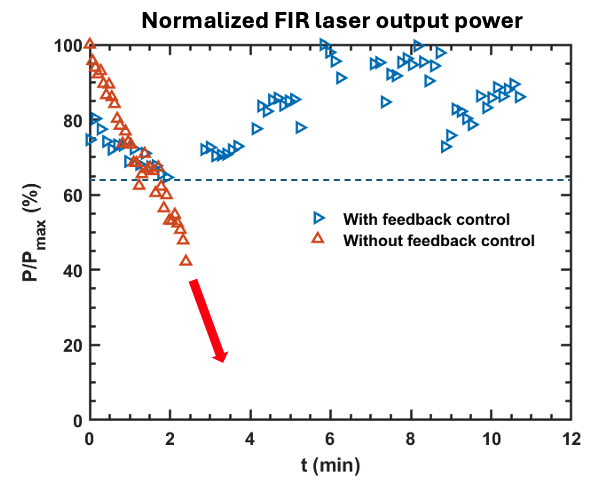 Normalized FIR laser output power
100
80
60
40
20
0
P/Pmax (%)
With feedback control
Without feedback control
0 2 4 6 8 10 12
t (min)